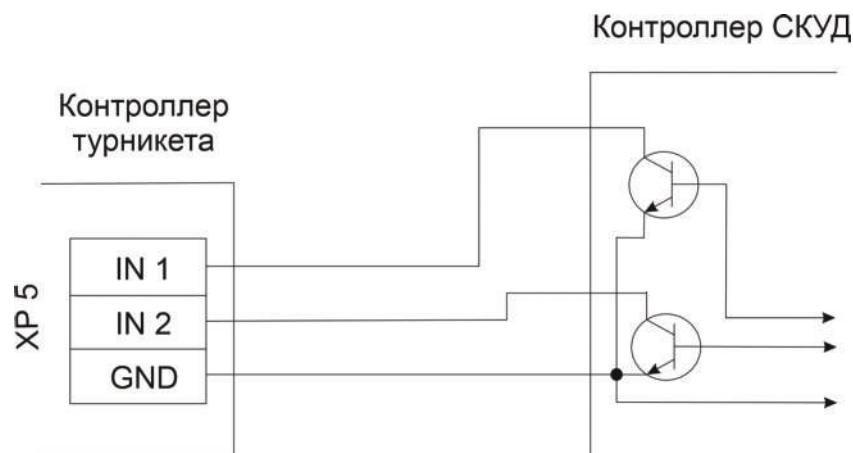 Контроллер СКУД
Контроллер
турникета
XP 5
IN 1
IN 2
GND